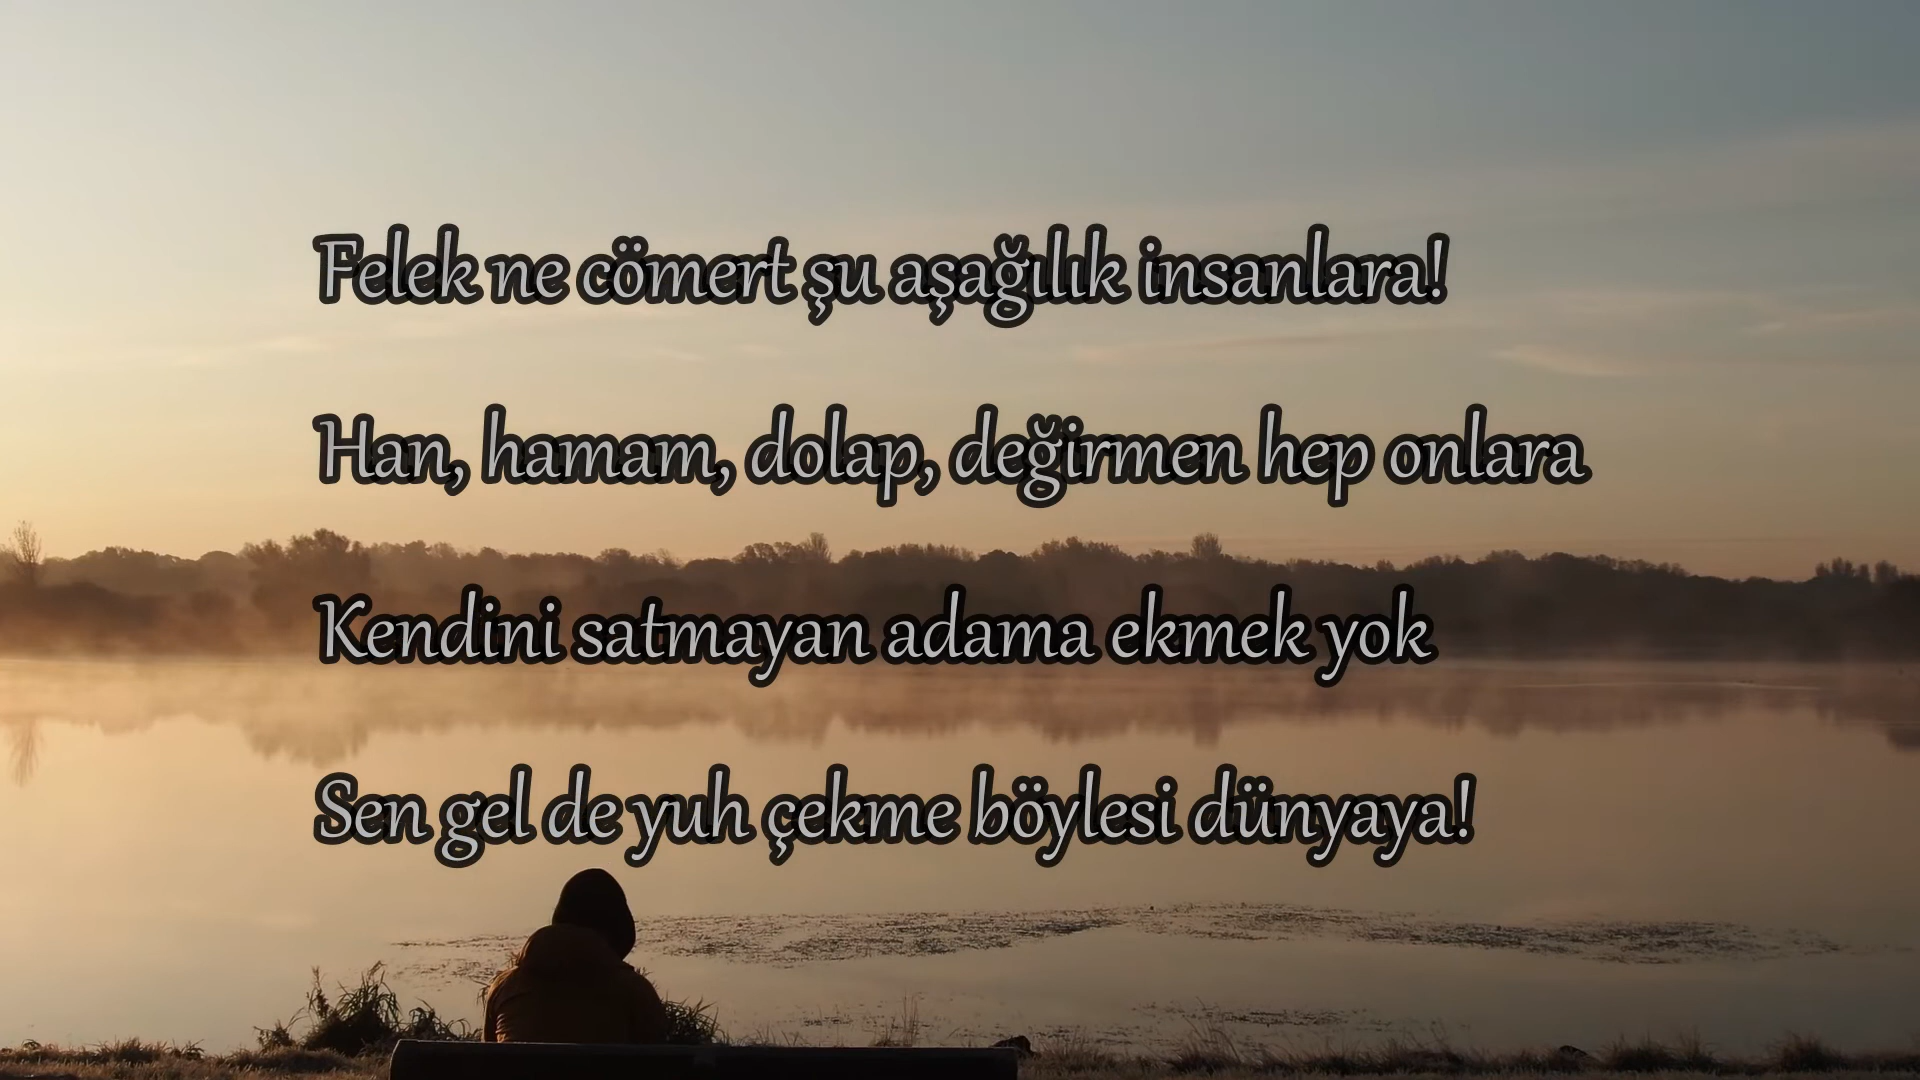 Felek ne cömert şu aşağılık insanlara!
Han, hamam, dolap, değirmen hep onlara
Kendini satmayan adama ekmek yok
Sen gel de yuh çekme böylesi dünyaya!